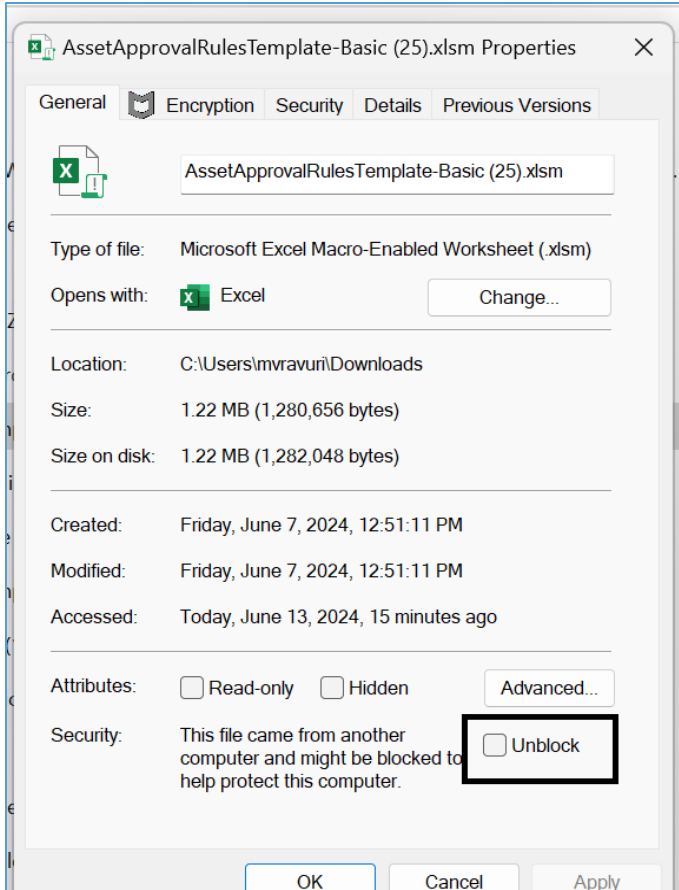 AssetApprovalRulesTemplate-Basic (25).xlsm Properties
General Encryption Security Details Previous Versions
AssetApprovalRulesTemplate-Basic (25).xlsm
Type of file: Microsoft Excel Macro-Enabled Worksheet (.xlsm)
Opens with: Excel Change...
Location: C:\Users\mvravuri\Downloads
Size: 1.22 MB (1,280,656 bytes)
Size on disk: 1.22 MB (1,282,048 bytes)
Created: Friday, June 7, 2024, 12:51:11 PM
Modified: Friday, June 7, 2024, 12:51:11 PM
Accessed: Today, June 13, 2024, 15 minutes ago
Attributes: Read-only Hidden Advanced...
Security: This file came from another
computer and might be blocked to
help protect this computer.
Unblock
OK Cancel Apply